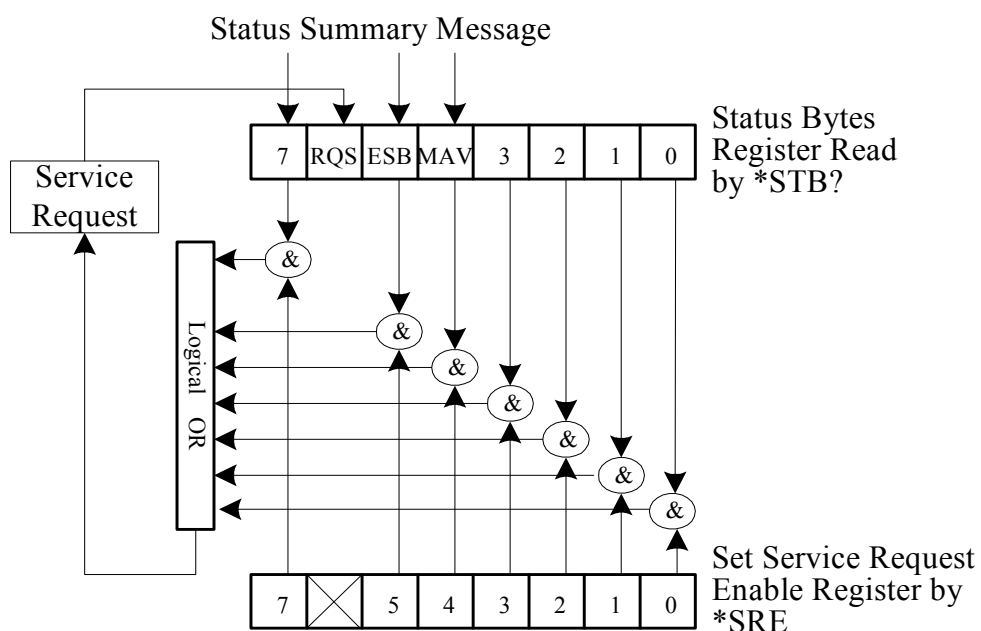 Status Summary Message
7 RQS ESB MAV 3 2 1 0
Status Bytes
Register Read
by *STB?
Service
Request
&
&
&
&
&
&
&
Logical OR
7 5 4 3 2 1 0
Set Service Request
Enable Register by
*SRE